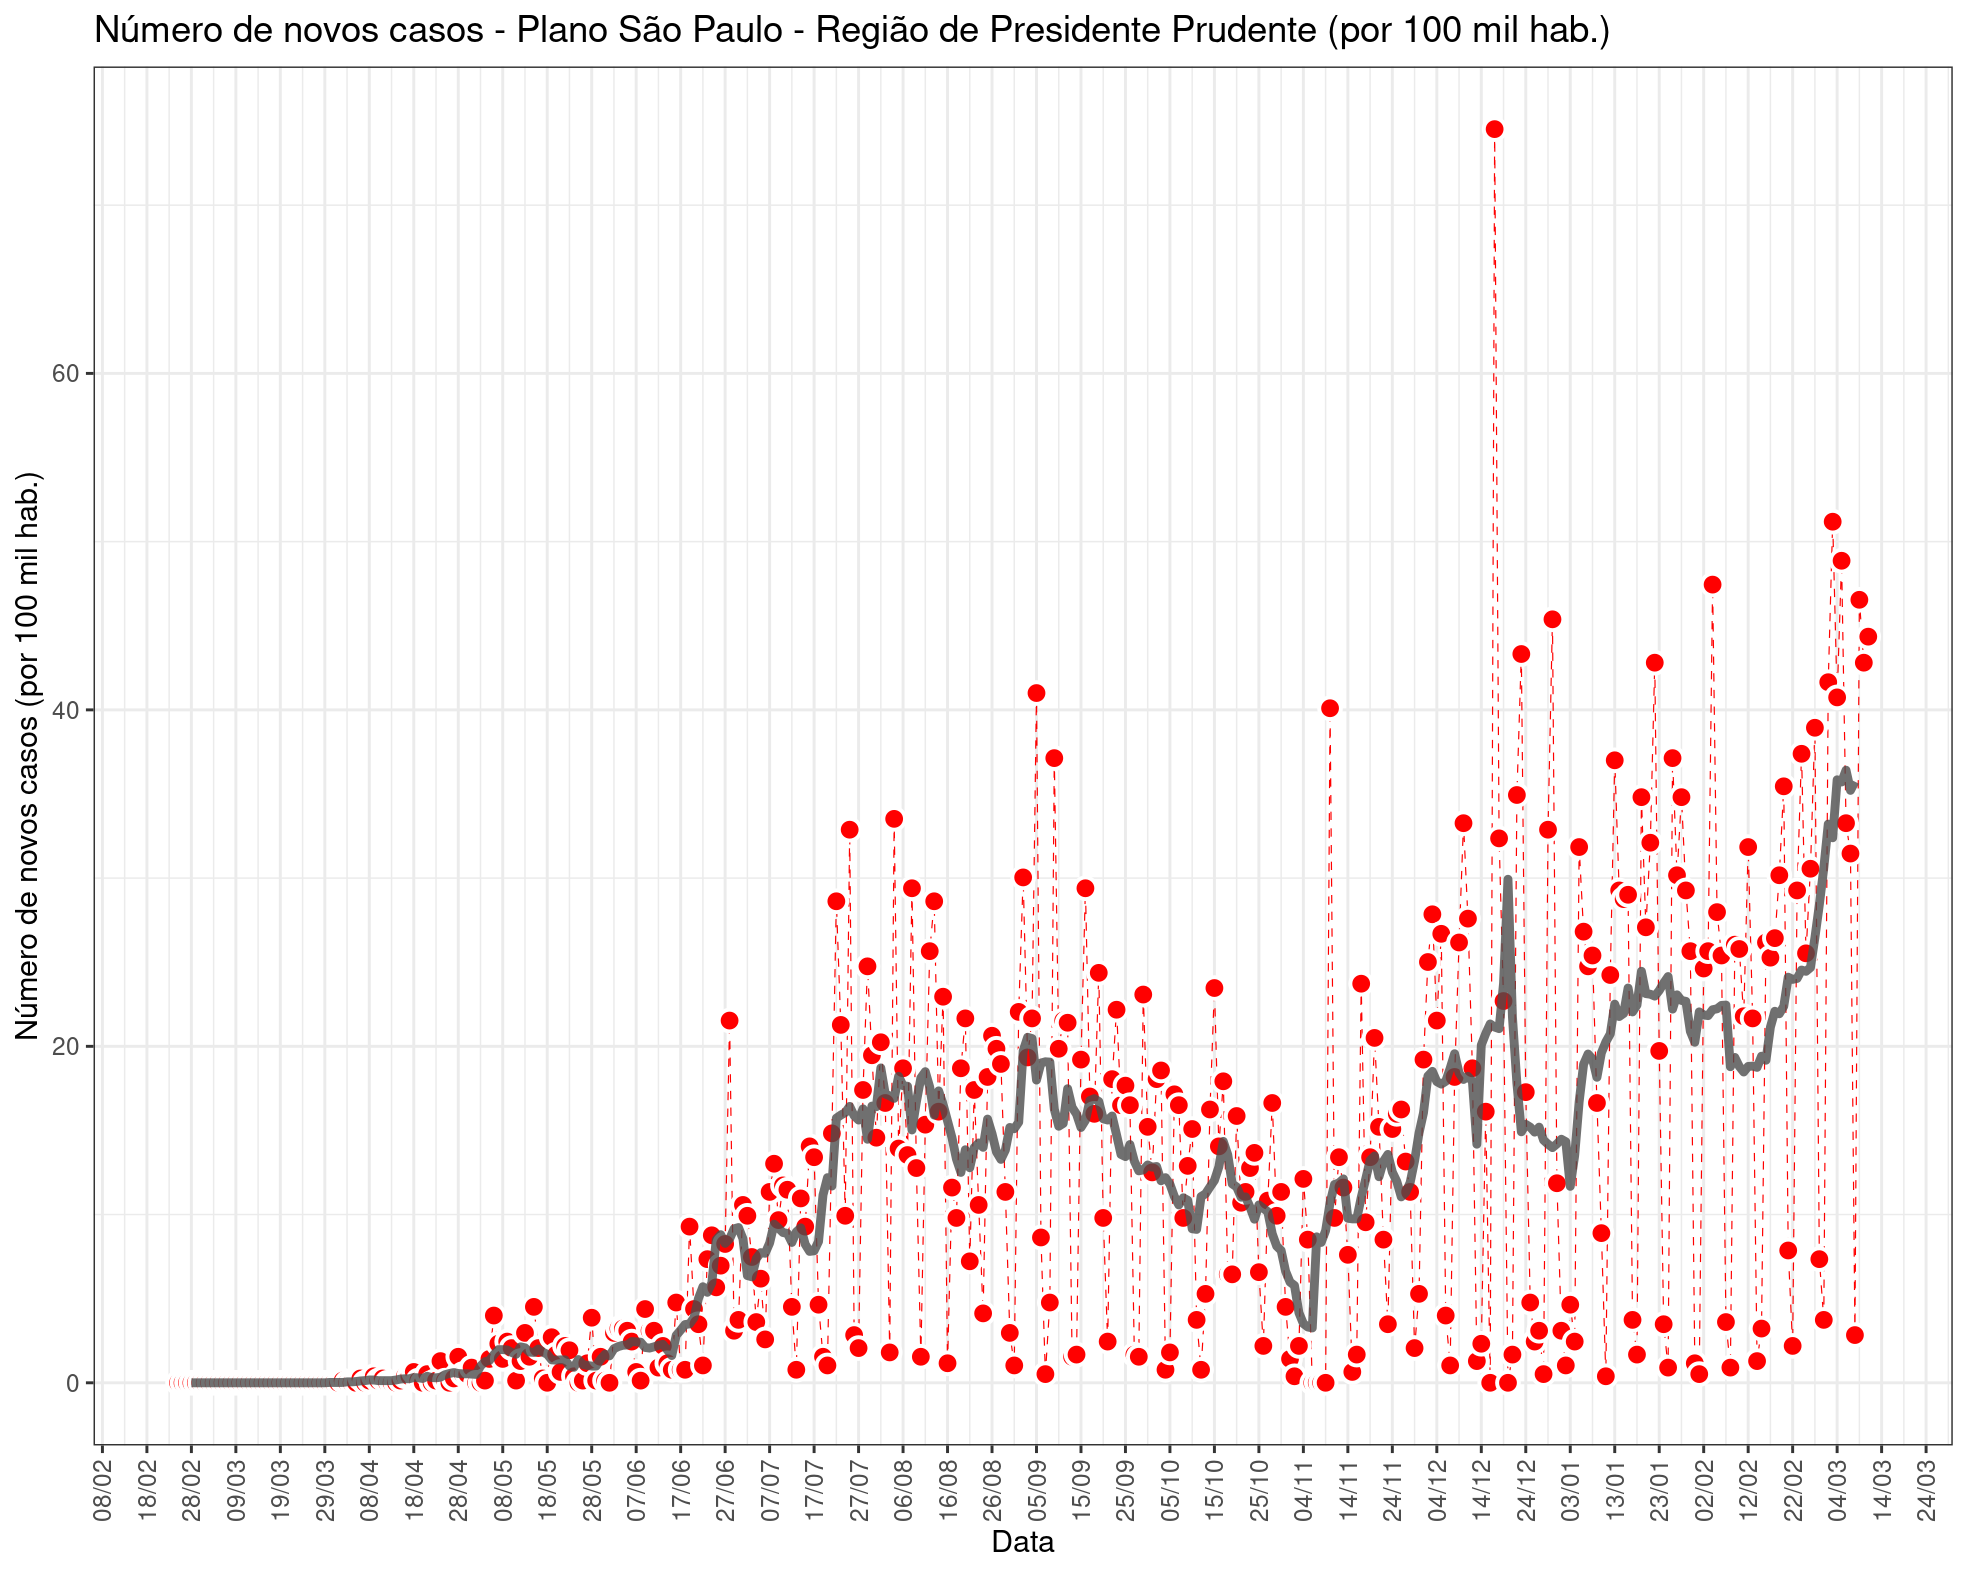 Número de novos casos - Plano São Paulo - Região de Presidente Prudente (por 100 mil hab.)
Número de novos casos (por 100 mil hab.)
60
40
20
0
08/02 18/02 28/02 09/03 19/03 29/03 08/04 18/04 28/04 08/05 18/05 28/05 07/06 17/06 27/06 07/07 17/07 27/07 06/08 16/08 26/08 05/09 15/09 25/09 05/10 15/10 25/10 04/11 14/11 24/11 04/12 14/12 24/12 03/01 13/01 23/01 02/02 12/02 22/02 04/03 14/03 24/03
Data